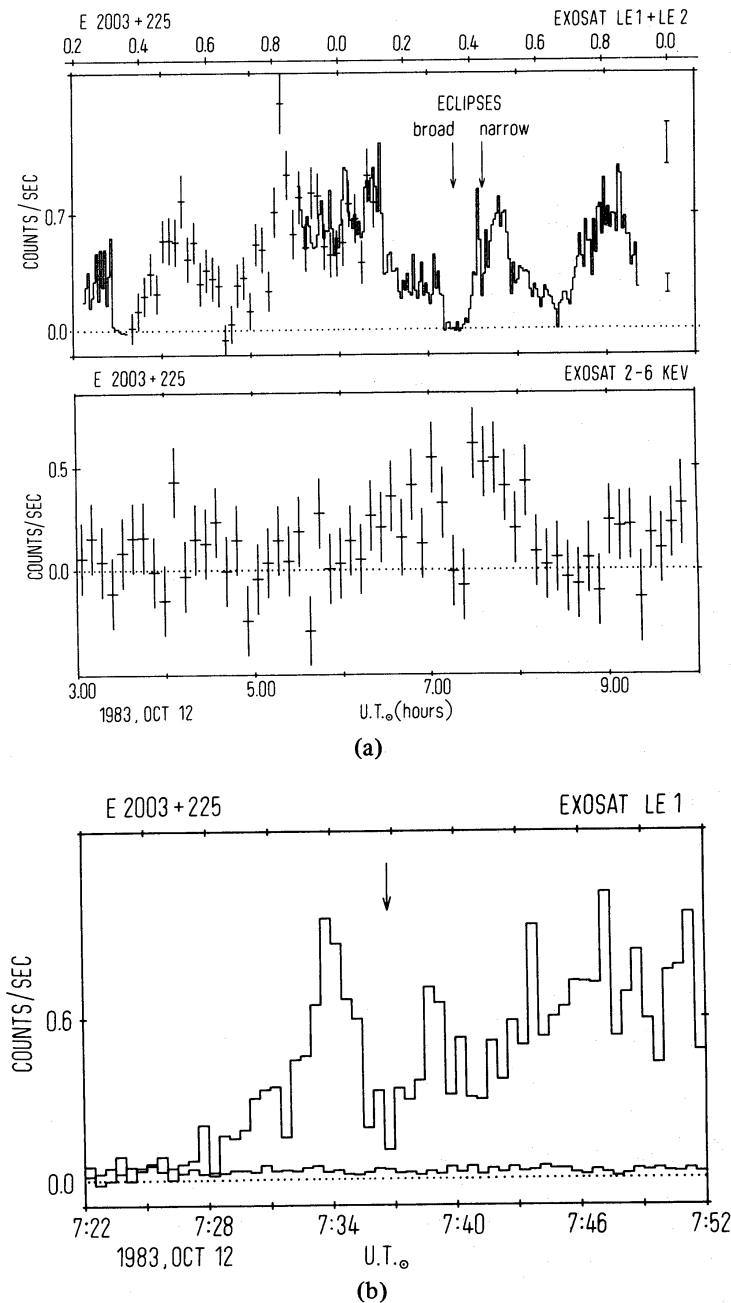 E 2003+225 EXOSAT LE1+LE2
0.2 0.4 0.6 0.8 0.0 0.2 0.4 0.6 0.8 0.0
ECLIPSES
broad narrow
COUNTS/SEC
0.7
0.0
E 2003+225 EXOSAT 2-6 KEV
COUNTS/SEC
0.5
0.0
3.00 5.00 7.00 9.00
1983, OCT 12 U.T.⊙(hours)
(a)
E 2003+225 EXOSAT LE 1
COUNTS/SEC
0.6
0.0
7:22 7:28 7:34 7:40 7:46 7:52
1983, OCT 12 U.T.⊙
(b)